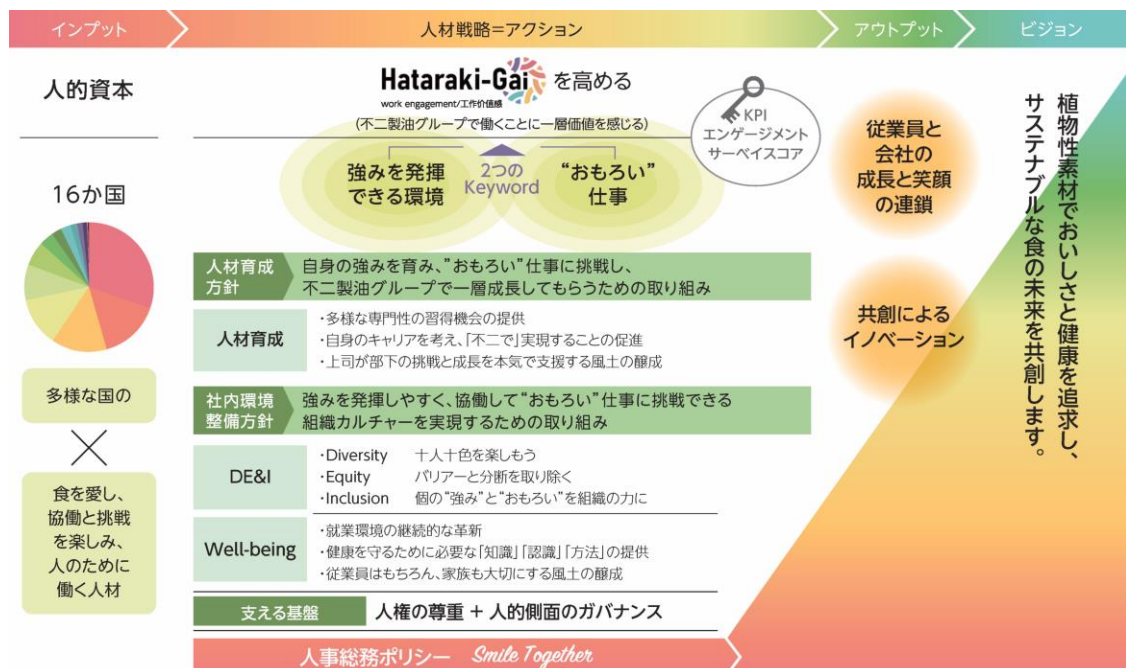 インプット
人材戦略=アクション
アウトプット
ビジョン
人的資本
16か国
多様な国の
×
食を愛し、
協働と挑戦
を楽しみ、
人のために
働く人材
Hataraki-Gai を高める
work engagement/工作价值感
(不二製油グループで働くことに一層価値を感じる)
強みを発揮
できる環境
2つの
Keyword
“おもろい”
仕事
KPI
エンゲージメント
サーベイスコア
人材育成
方針
自身の強みを育み、”おもろい”仕事に挑戦し、
不二製油グループで一層成長してもらうための取り組み
人材育成
・多様な専門性の習得機会の提供
・自身のキャリアを考え、「不二で」実現することの促進
・上司が部下の挑戦と成長を本気で支援する風土の醸成
社内環境
整備方針
強みを発揮しやすく、協働して“おもろい”仕事に挑戦できる
組織カルチャーを実現するための取り組み
DE&I
・Diversity 十人十色を楽しもう
・Equity バリアーと分断を取り除く
・Inclusion 個の“強み”と“おもろい”を組織の力に
Well-being
・就業環境の継続的な革新
・健康を守るために必要な「知識」「認識」「方法」の提供
・従業員はもちろん、家族も大切にする風土の醸成
支える基盤
人権の尊重 + 人的側面のガバナンス
人事総務ポリシー Smile Together
従業員と
会社の
成長と笑顔
の連鎖
共創による
イノベーション
植物性素材でおいしさと健康を追求し、
サステナブルな食の未来を共創します。